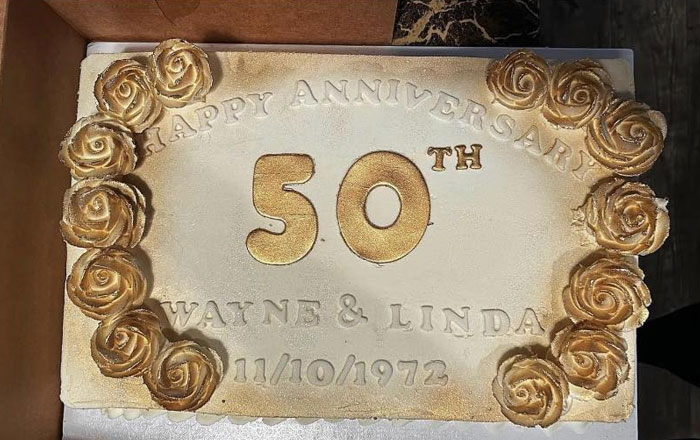 HAPPY ANNIVERSARY
50TH
WAYNE & LINDA
11/10/1972